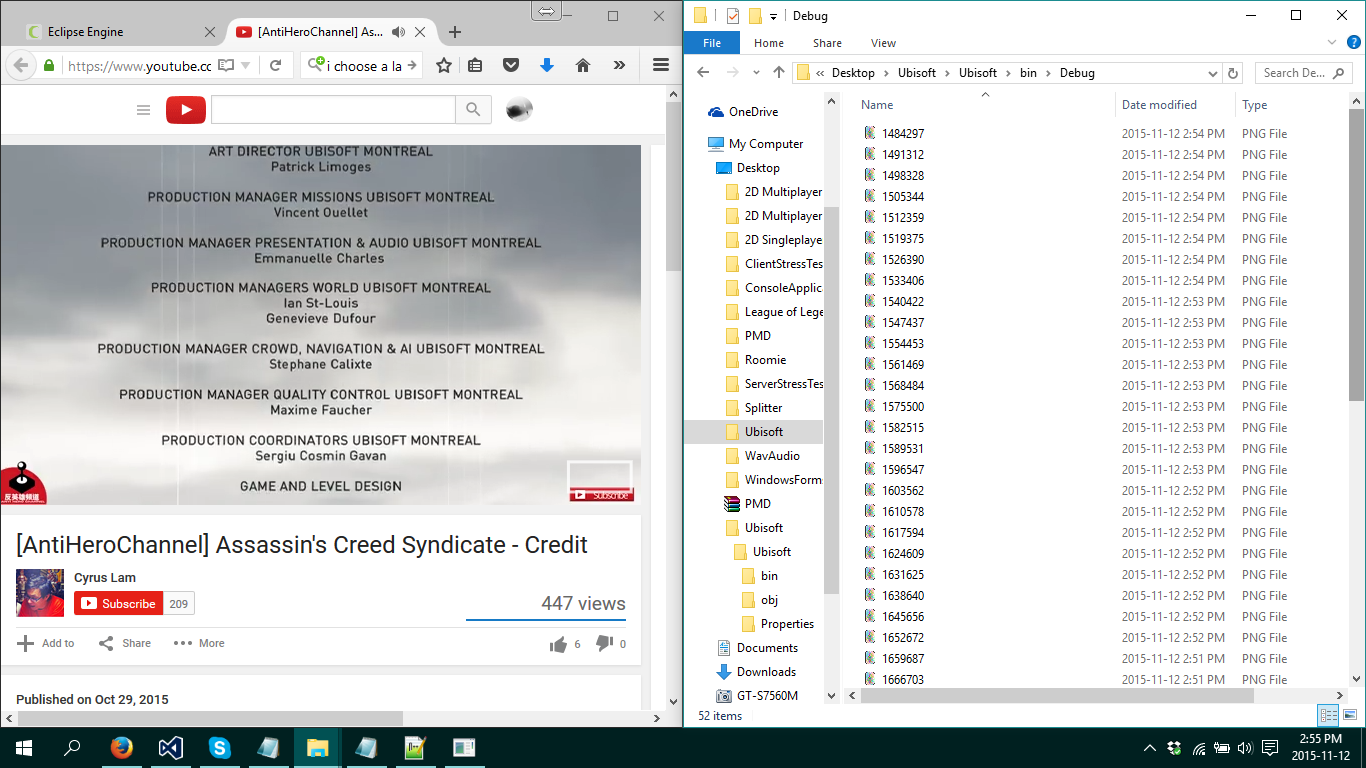 Eclipse Engine
[AntiHeroChannel] As...
https://www.youtube.cc
i choose a la
ART DIRECTOR UBISOFT MONTREAL
Patrick Limoges
PRODUCTION MANAGER MISSIONS UBISOFT MONTREAL
Vincent Ouellet
PRODUCTION MANAGER PRESENTATION & AUDIO UBISOFT MONTREAL
Emmanuelle Charles
PRODUCTION MANAGERS WORLD UBISOFT MONTREAL
Ian St-Louis
Genevieve Dufour
PRODUCTION MANAGER CROWD, NAVIGATION & AI UBISOFT MONTREAL
Stephane Calixte
PRODUCTION MANAGER QUALITY CONTROL UBISOFT MONTREAL
Maxime Faucher
PRODUCTION COORDINATORS UBISOFT MONTREAL
Sergiu Cosmin Gavan
GAME AND LEVEL DESIGN
反英雄頻道
Subscribe
[AntiHeroChannel] Assassin's Creed Syndicate - Credit
Cyrus Lam
Subscribe 209
447 views
Add to Share More 6 0
Published on Oct 29, 2015
Debug
File Home Share View
« Desktop Ubisoft Ubisoft bin Debug
Search De...
OneDrive
My Computer
Desktop
2D Multiplayer
2D Multiplayer
2D Singleplaye
ClientStressTes
ConsoleApplic
League of Lege
PMD
Roomie
ServerStressTes
Splitter
Ubisoft
WavAudio
WindowsForm
PMD
Ubisoft
Ubisoft
bin
obj
Properties
Documents
Downloads
GT-S7560M
Name Date modified Type
1484297 2015-11-12 2:54 PM PNG File
1491312 2015-11-12 2:54 PM PNG File
1498328 2015-11-12 2:54 PM PNG File
1505344 2015-11-12 2:54 PM PNG File
1512359 2015-11-12 2:54 PM PNG File
1519375 2015-11-12 2:54 PM PNG File
1526390 2015-11-12 2:54 PM PNG File
1533406 2015-11-12 2:54 PM PNG File
1540422 2015-11-12 2:53 PM PNG File
1547437 2015-11-12 2:53 PM PNG File
1554453 2015-11-12 2:53 PM PNG File
1561469 2015-11-12 2:53 PM PNG File
1568484 2015-11-12 2:53 PM PNG File
1575500 2015-11-12 2:53 PM PNG File
1582515 2015-11-12 2:53 PM PNG File
1589531 2015-11-12 2:53 PM PNG File
1596547 2015-11-12 2:53 PM PNG File
1603562 2015-11-12 2:52 PM PNG File
1610578 2015-11-12 2:52 PM PNG File
1617594 2015-11-12 2:52 PM PNG File
1624609 2015-11-12 2:52 PM PNG File
1631625 2015-11-12 2:52 PM PNG File
1638640 2015-11-12 2:52 PM PNG File
1645656 2015-11-12 2:52 PM PNG File
1652672 2015-11-12 2:52 PM PNG File
1659687 2015-11-12 2:51 PM PNG File
1666703 2015-11-12 2:51 PM PNG File
52 items
2:55 PM
2015-11-12